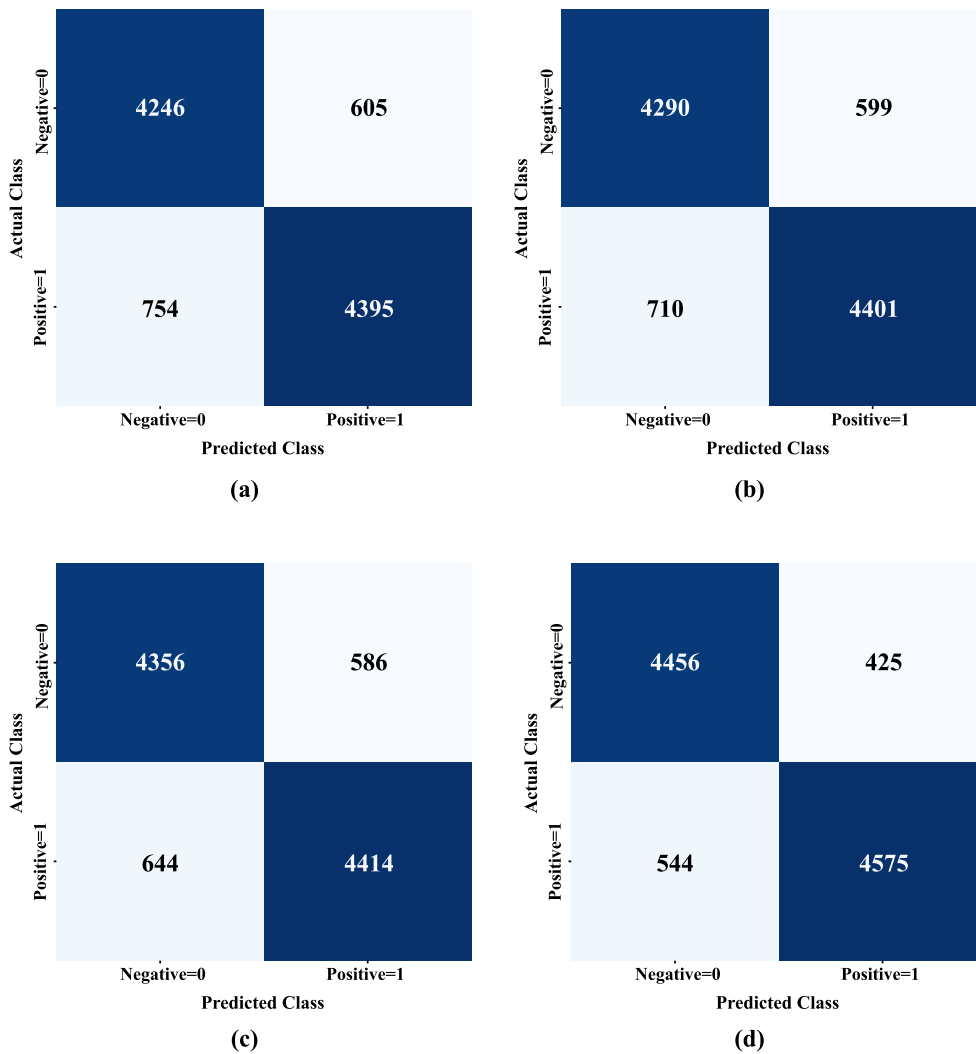 Actual Class
Negative=0
Positive=1
4246 605
754 4395
Negative=0 Positive=1
Predicted Class
(a)
Actual Class
Negative=0
Positive=1
4290 599
710 4401
Negative=0 Positive=1
Predicted Class
(b)
Actual Class
Negative=0
Positive=1
4356 586
644 4414
Negative=0 Positive=1
Predicted Class
(c)
Actual Class
Negative=0
Positive=1
4456 425
544 4575
Negative=0 Positive=1
Predicted Class
(d)